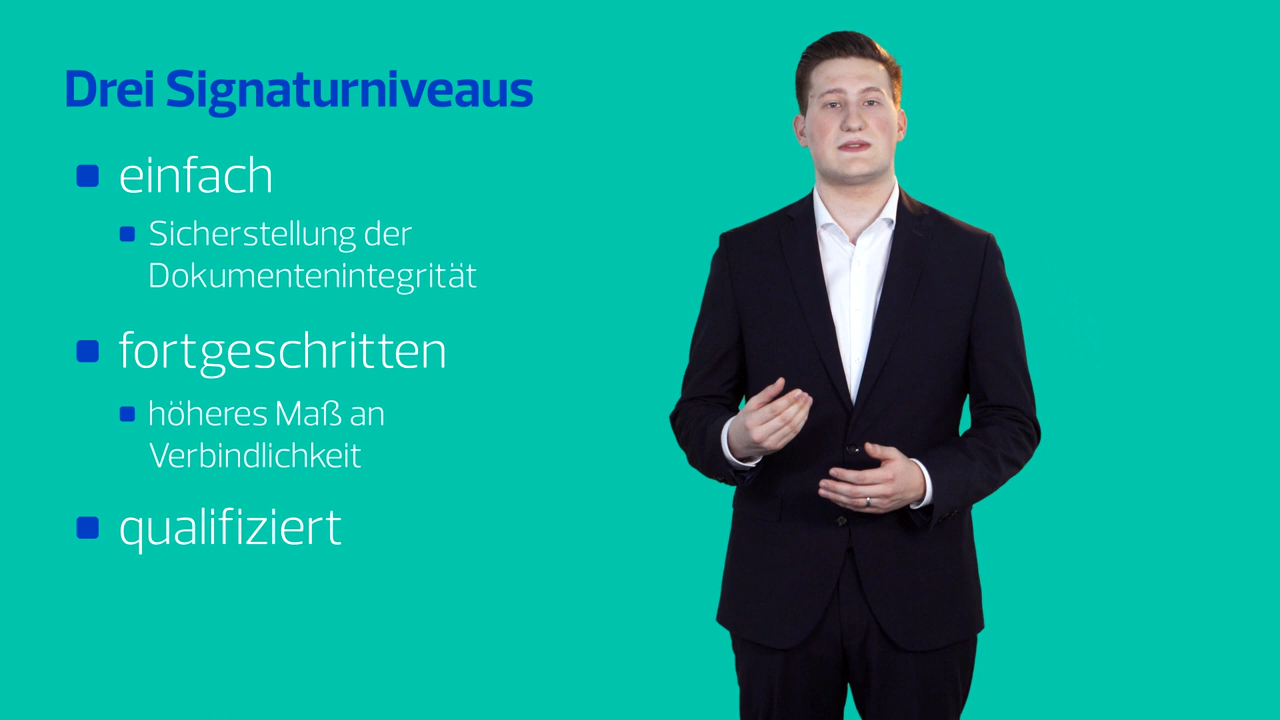 Drei Signaturniveaus
einfach
Sicherstellung der
Dokumentenintegrität
fortgeschritten
höheres Maß an
Verbindlichkeit
qualifiziert